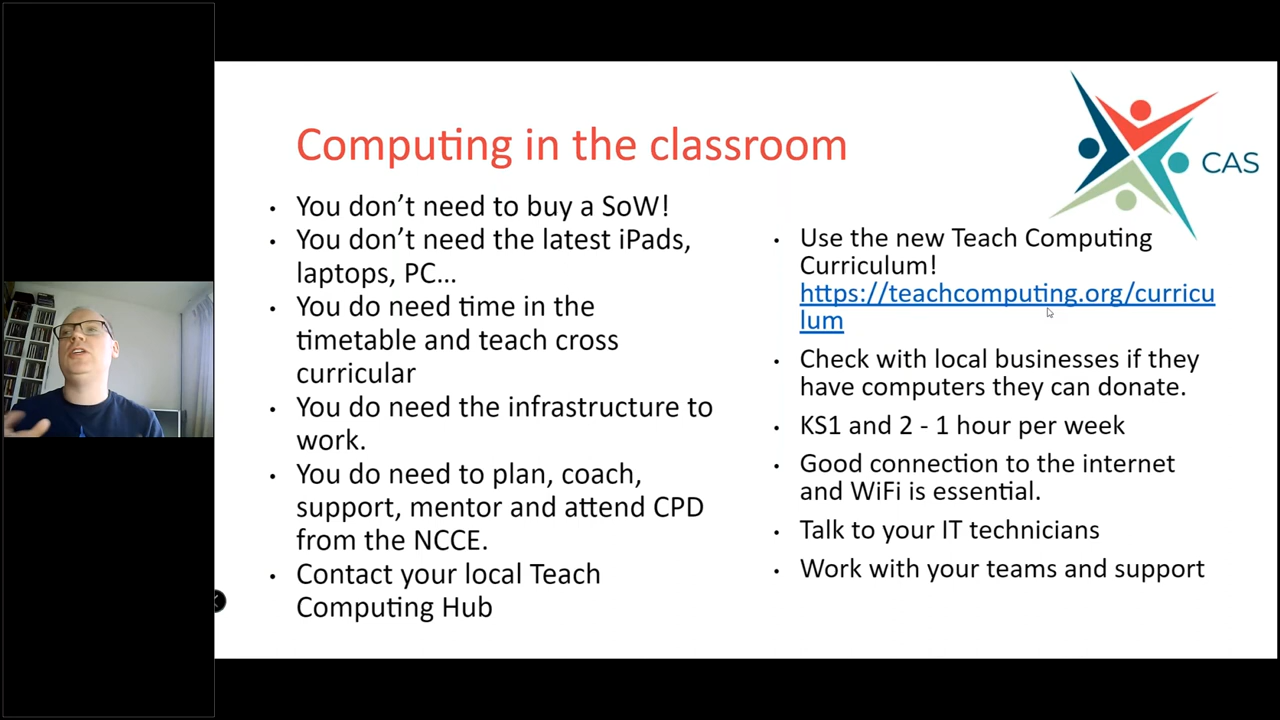 Computing in the classroom
CAS
• You don’t need to buy a SoW!
• You don’t need the latest iPads,
laptops, PC…
• You do need time in the
timetable and teach cross
curricular
• You do need the infrastructure to
work.
• You do need to plan, coach,
support, mentor and attend CPD
from the NCCE.
• Contact your local Teach
Computing Hub
• Use the new Teach Computing
Curriculum!
https://teachcomputing.org/curricu
lum
• Check with local businesses if they
have computers they can donate.
• KS1 and 2 - 1 hour per week
• Good connection to the internet
and WiFi is essential.
• Talk to your IT technicians
• Work with your teams and support